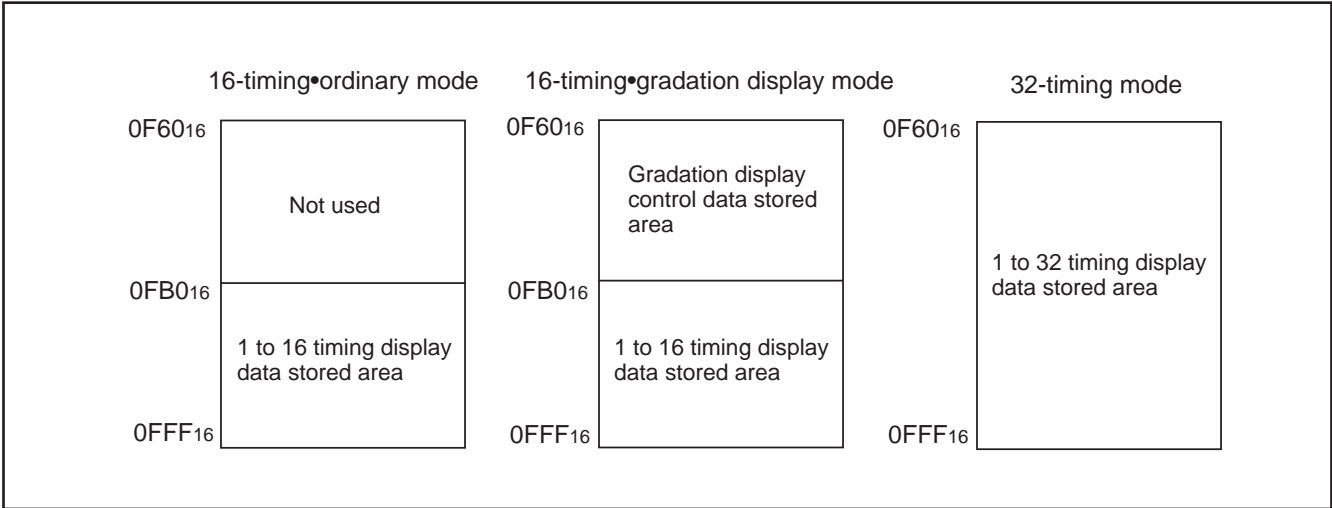 16-timing•ordinary mode
0F6016
Not used
0FB016
1 to 16 timing display
data stored area
0FFF16
16-timing•gradation display mode
0F6016
Gradation display
control data stored
area
0FB016
1 to 16 timing display
data stored area
0FFF16
32-timing mode
0F6016
1 to 32 timing display
data stored area
0FFF16